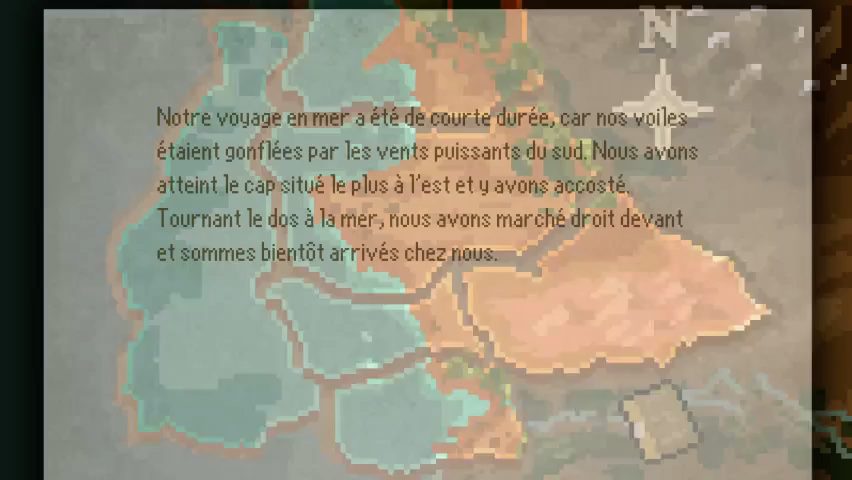 N
Notre voyage en mer a été de courte durée, car nos voiles
étaient gonflées par les vents puissants du sud. Nous avons
atteint le cap situé le plus à l'est et y avons accosté.
Tournant le dos à la mer, nous avons marché droit devant
et sommes bientôt arrivés chez nous.